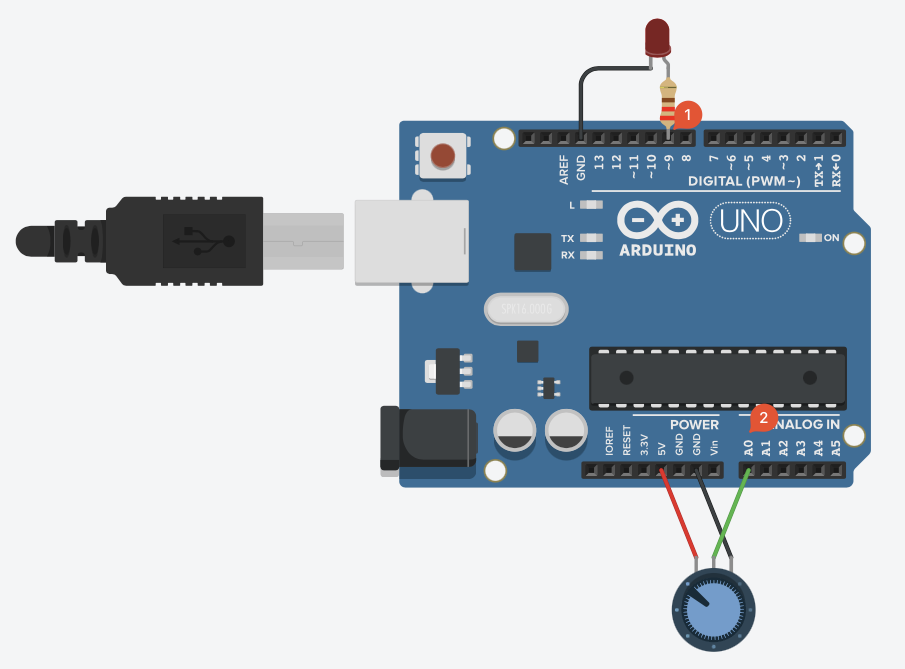 1
AREF
GND
13
12
~11
~10
~9
8
7
~6
~5
4
~3
2
TX→1
RX←0
DIGITAL (PWM~)
L
TX
RX
ARDUINO
UNO
ON
SPK16.000G
2
POWER
ANALOG IN
IOREF
RESET
3.3V
5V
GND
GND
Vin
A0
A1
A2
A3
A4
A5